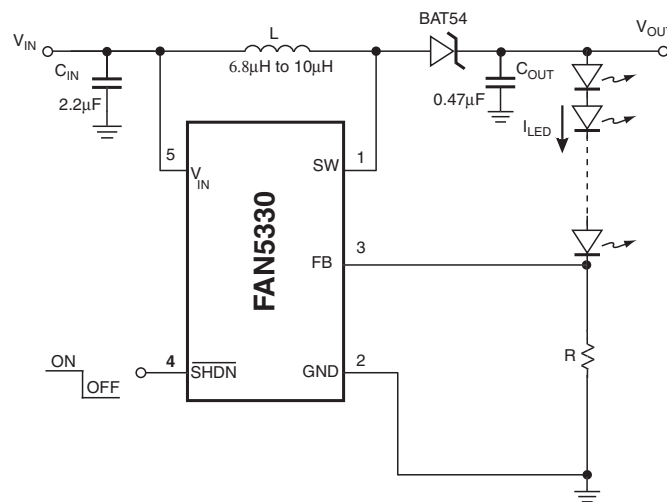 BAT54
V_IN
L
V_OUT
C_IN
6.8µH to 10µH
C_OUT
2.2µF
0.47µF
I_LED
5
1
V_IN
SW
FAN5330
3
FB
ON
4
SHDN
GND
2
R
OFF